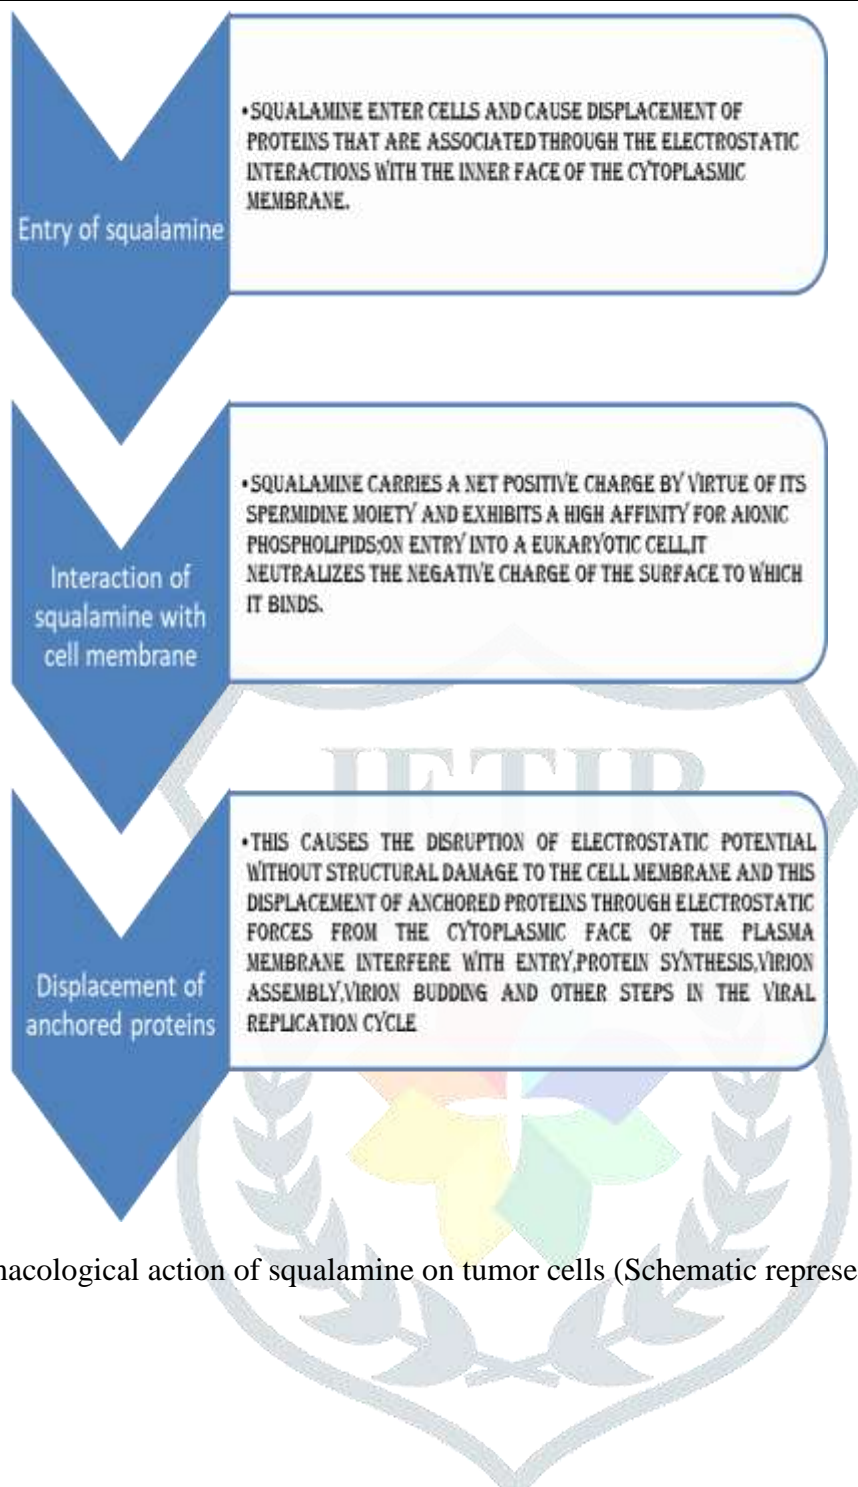 •SQUALAMINE ENTER CELLS AND CAUSE DISPLACEMENT OF
PROTEINS THAT ARE ASSOCIATED THROUGH THE ELECTROSTATIC
INTERACTIONS WITH THE INNER FACE OF THE CYTOPLASMIC
MEMBRANE.
Entry of squalamine
•SQUALAMINE CARRIES A NET POSITIVE CHARGE BY VIRTUE OF ITS
SPERMIDINE MOIETY AND EXHIBITS A HIGH AFFINITY FOR AIONIC
PHOSPHOLIPIDS;ON ENTRY INTO A EUKARYOTIC CELL,IT
NEUTRALIZES THE NEGATIVE CHARGE OF THE SURFACE TO WHICH
IT BINDS.
Interaction of
squalamine with
cell membrane
JETIR
•THIS CAUSES THE DISRUPTION OF ELECTROSTATIC POTENTIAL
WITHOUT STRUCTURAL DAMAGE TO THE CELL MEMBRANE AND THIS
DISPLACEMENT OF ANCHORED PROTEINS THROUGH ELECTROSTATIC
FORCES FROM THE CYTOPLASMIC FACE OF THE PLASMA
MEMBRANE INTERFERE WITH ENTRY,PROTEIN SYNTHESIS,VIRION
ASSEMBLY,VIRION BUDDING AND OTHER STEPS IN THE VIRAL
REPLICATION CYCLE
Displacement of
anchored proteins
macological action of squalamine on tumor cells (Schematic represe